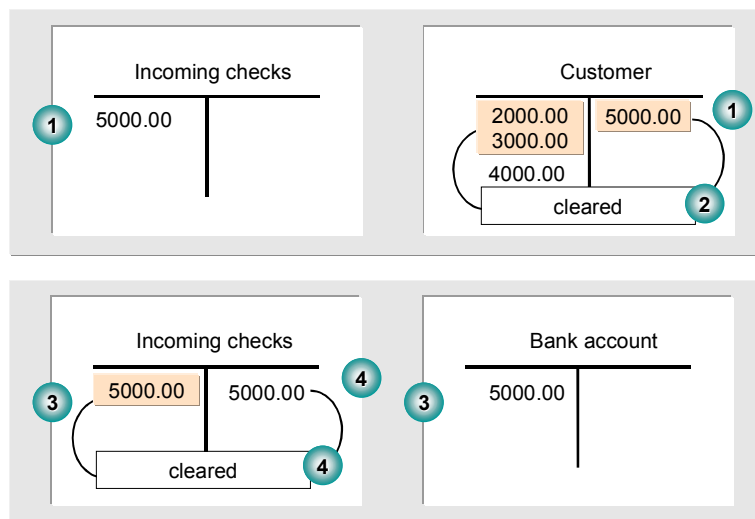 Incoming checks
1
5000.00
Customer
2000.00
3000.00
5000.00
1
4000.00
cleared
2
Incoming checks
3
5000.00
5000.00
4
cleared
4
Bank account
3
5000.00